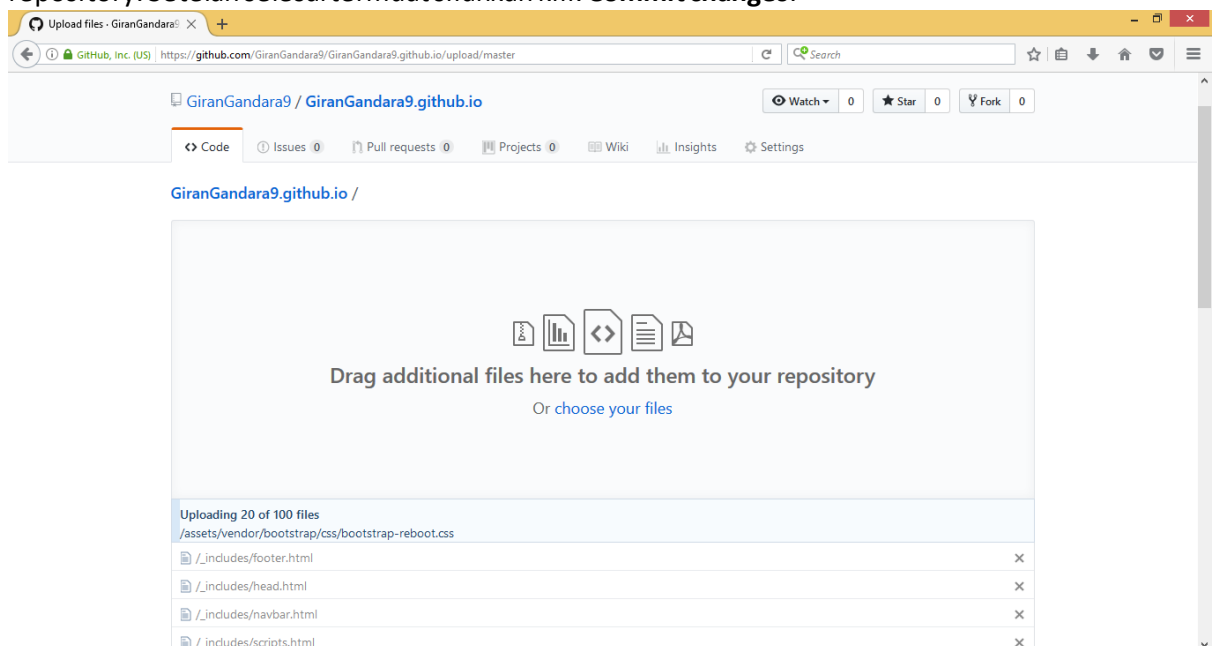 Commit changes.
Upload files · GiranGandara9
GitHub, Inc. (US) https://github.com/GiranGandara9/GiranGandara9.github.io/upload/master Search
GiranGandara9 / GiranGandara9.github.io Watch 0 Star 0 Fork 0
Code Issues 0 Pull requests 0 Projects 0 Wiki Insights Settings
GiranGandara9.github.io /
Drag additional files here to add them to your repository
Or choose your files
Uploading 20 of 100 files
/assets/vendor/bootstrap/css/bootstrap-reboot.css
/_includes/footer.html
/_includes/head.html
/_includes/navbar.html
/_includes/scripts.html